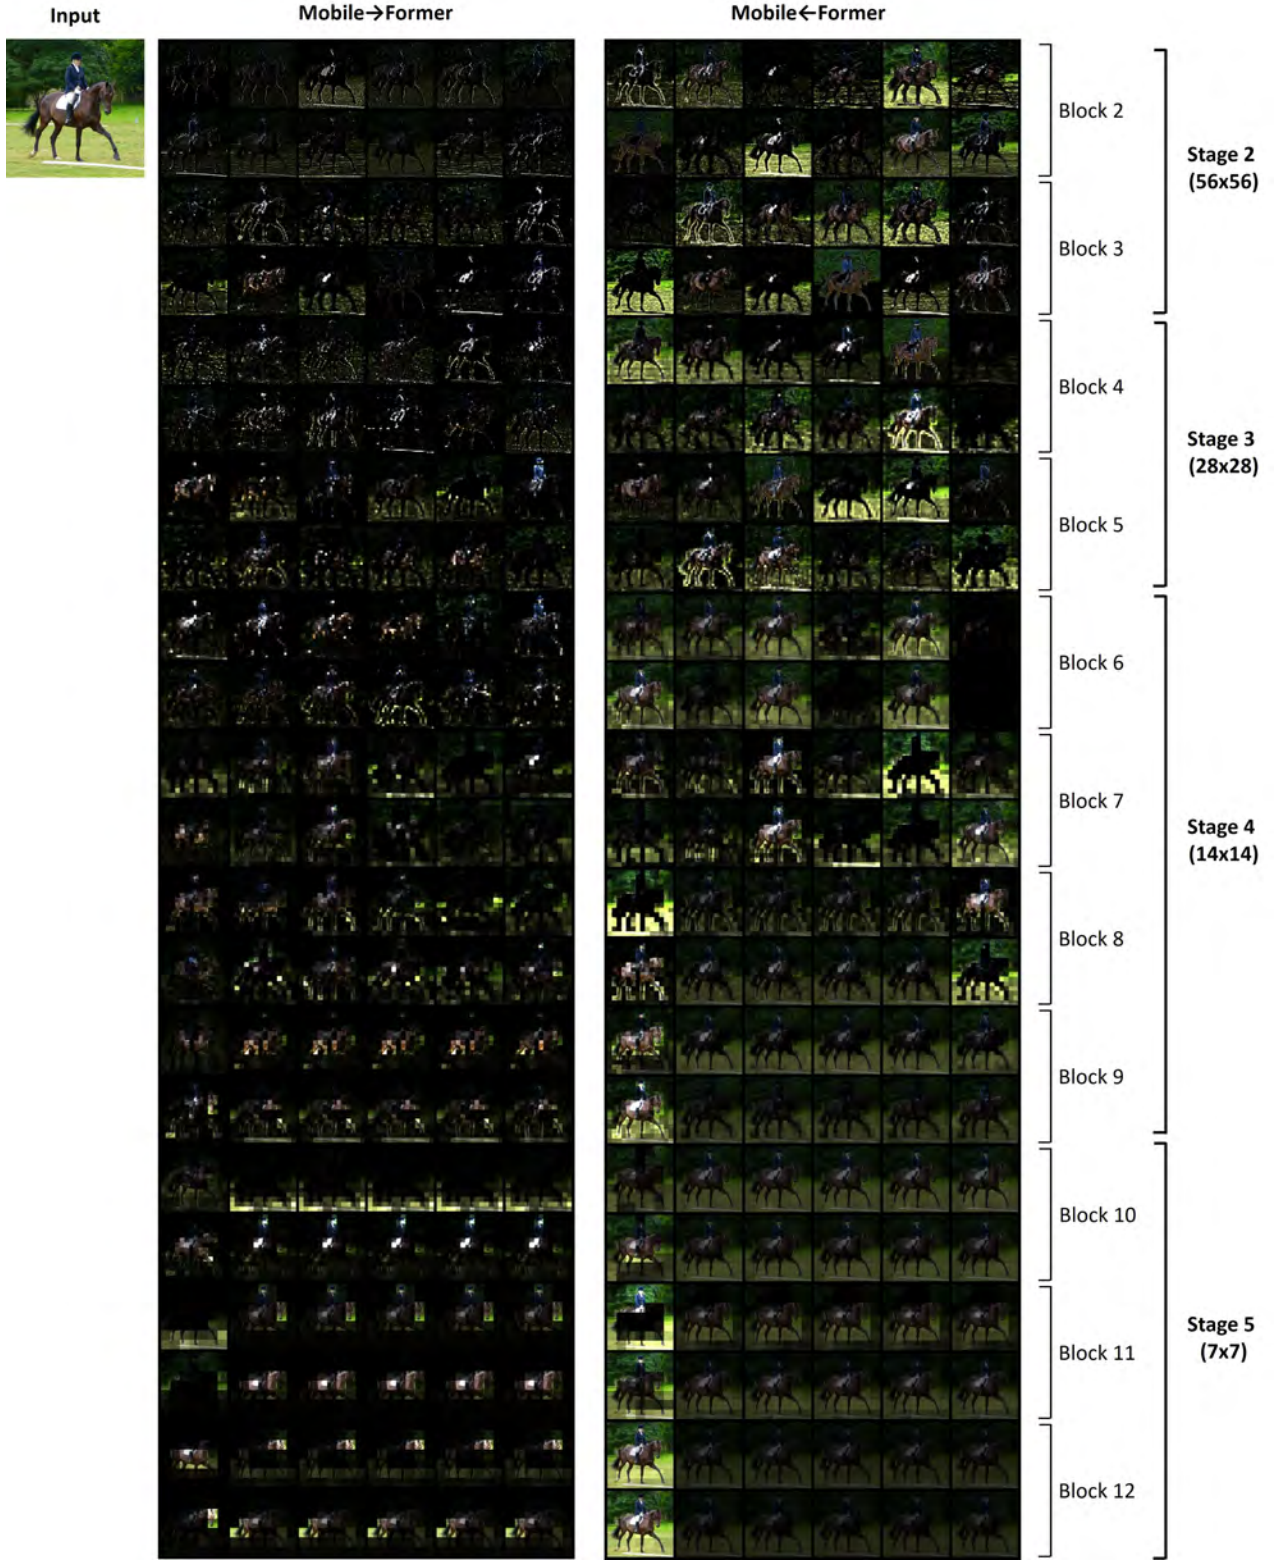 Input
Mobile→Former
Mobile←Former
Block 2
Stage 2
(56x56)
Block 3
Block 4
Stage 3
(28x28)
Block 5
Block 6
Block 7
Stage 4
(14x14)
Block 8
Block 9
Block 10
Block 11
Stage 5
(7x7)
Block 12